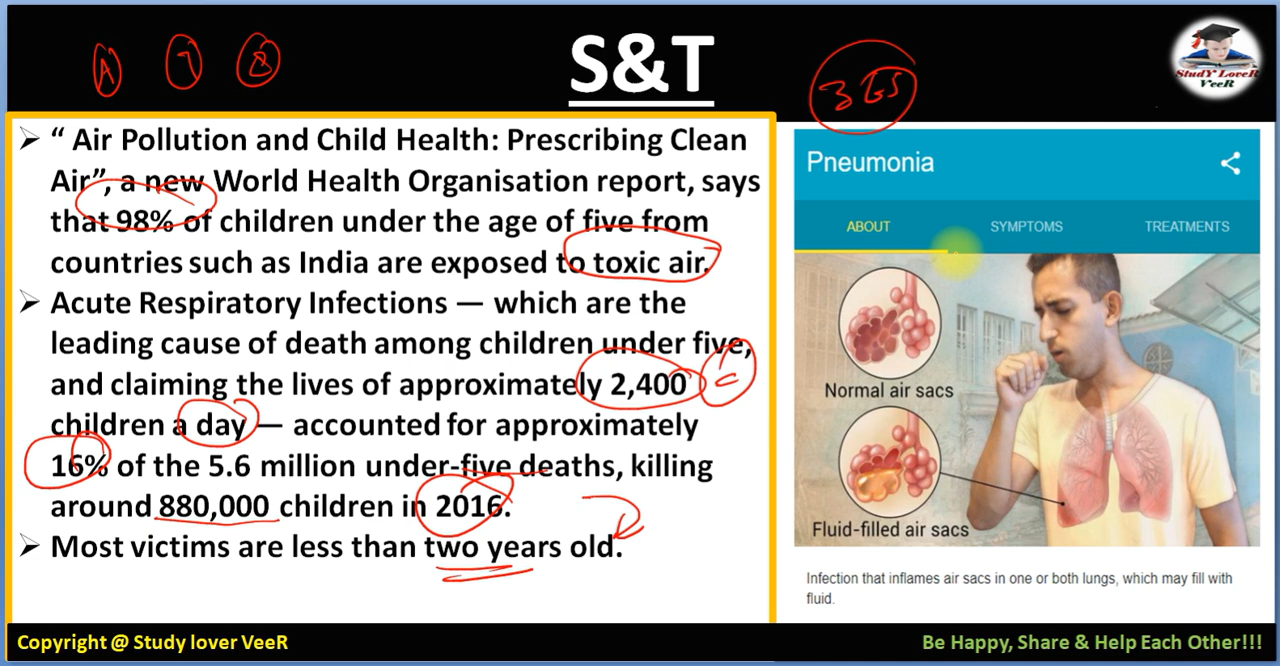 S&T
StudY LoveR
VeeR
➢ “ Air Pollution and Child Health: Prescribing Clean
Air”, a new World Health Organisation report, says
that 98% of children under the age of five from
countries such as India are exposed to toxic air.
➢ Acute Respiratory Infections — which are the
leading cause of death among children under five,
and claiming the lives of approximately 2,400
children a day — accounted for approximately
16% of the 5.6 million under-five deaths, killing
around 880,000 children in 2016.
➢ Most victims are less than two years old.
Pneumonia
ABOUT SYMPTOMS TREATMENTS
Normal air sacs
Fluid-filled air sacs
Infection that inflames air sacs in one or both lungs, which may fill with
fluid.
Copyright @ Study lover VeeR
Be Happy, Share & Help Each Other!!!